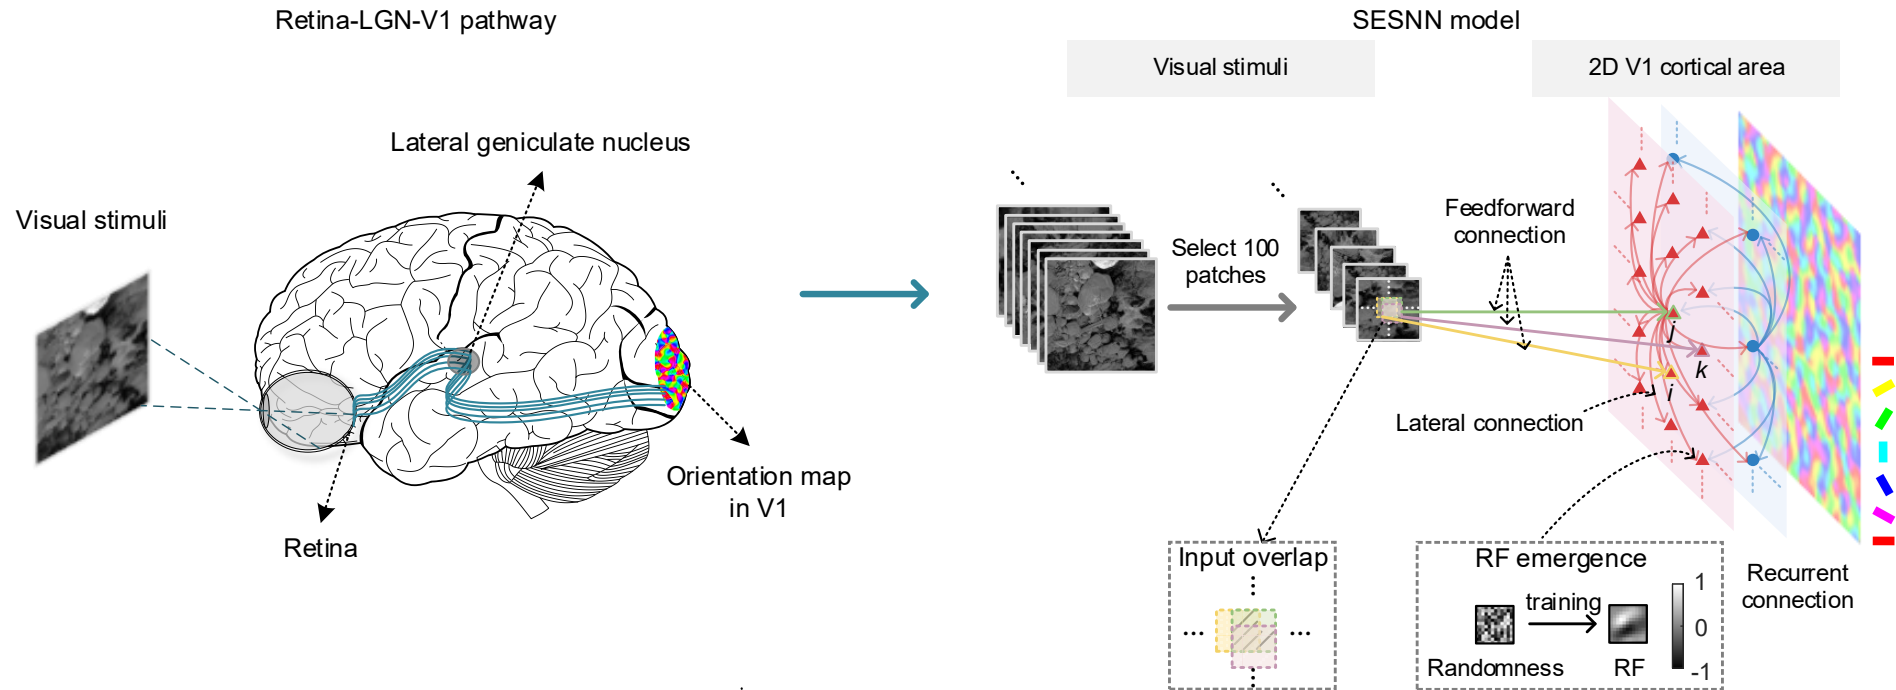 Retina-LGN-V1 pathway
SESNN model
Visual stimuli
2D V1 cortical area
Lateral geniculate nucleus
Visual stimuli
Select 100
patches
Feedforward
connection
j
k
i
Lateral connection
Orientation map
in V1
Retina
Input overlap
RF emergence
training
Randomness
RF
1
0
-1
Recurrent
connection